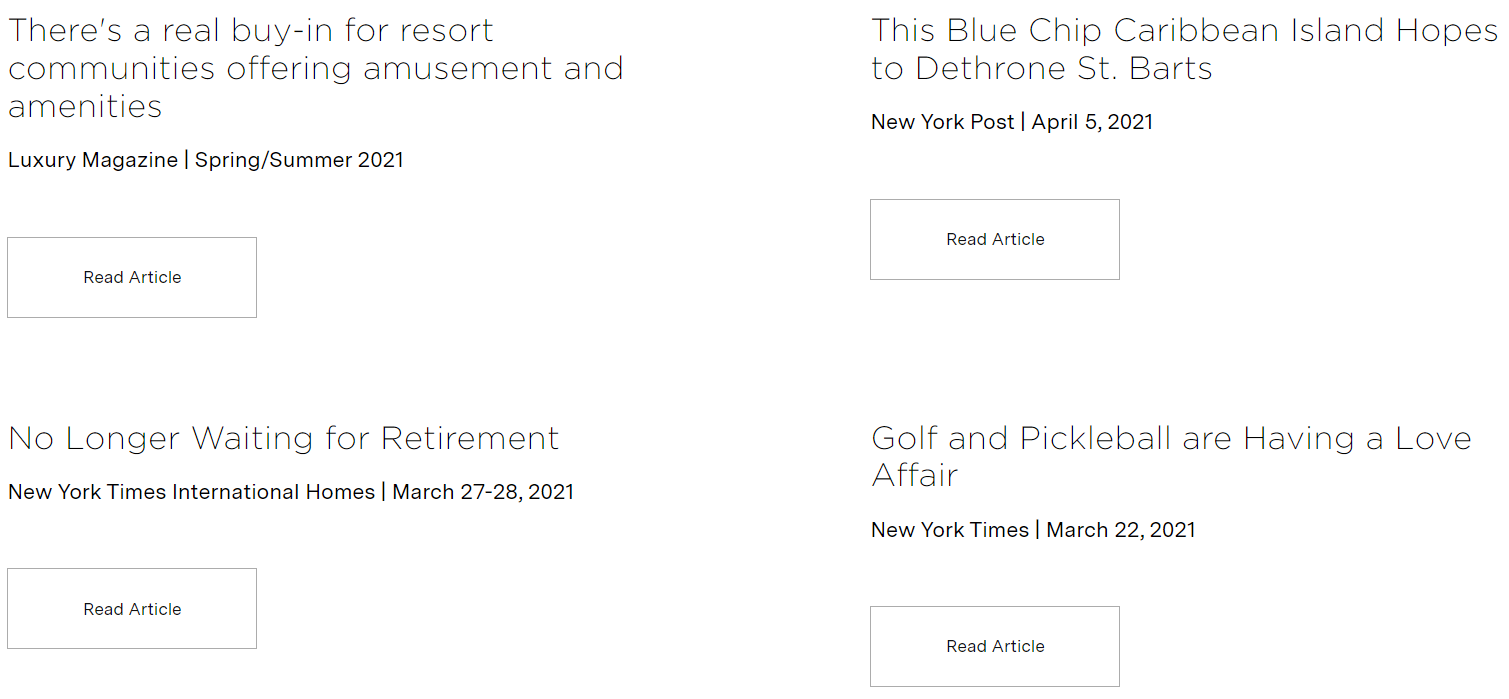 There's a real buy-in for resort
communities offering amusement and
amenities
Luxury Magazine | Spring/Summer 2021
Read Article
This Blue Chip Caribbean Island Hopes
to Dethrone St. Barts
New York Post | April 5, 2021
Read Article
No Longer Waiting for Retirement
New York Times International Homes | March 27-28, 2021
Read Article
Golf and Pickleball are Having a Love
Affair
New York Times | March 22, 2021
Read Article